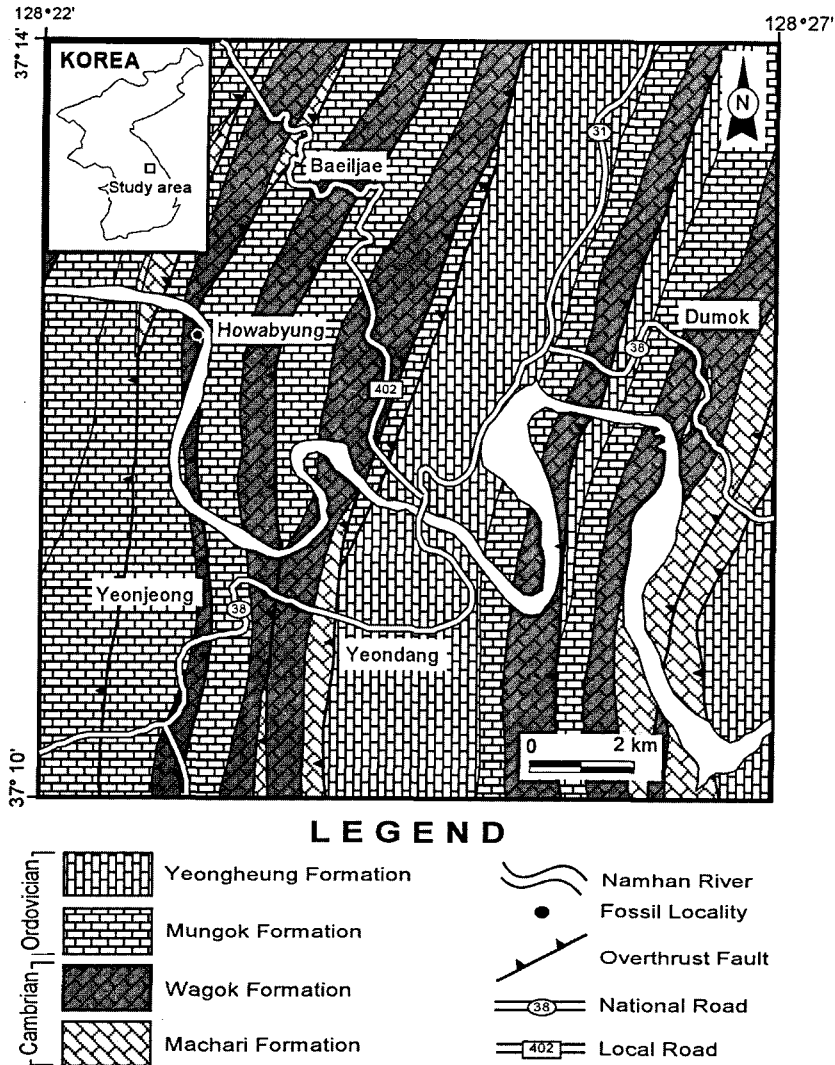 128°22'
128°27'
37°14'
KOREA
Study area
N
31
Baeiljae
Howabyung
Dumok
38
402
Yeonjeong
38
Yeondang
0 2 km
37°10'
LEGEND
Ordovician
Yeongheung Formation
Mungok Formation
Cambrian
Wagok Formation
Machari Formation
Namhan River
Fossil Locality
Overthrust Fault
38 National Road
402 Local Road